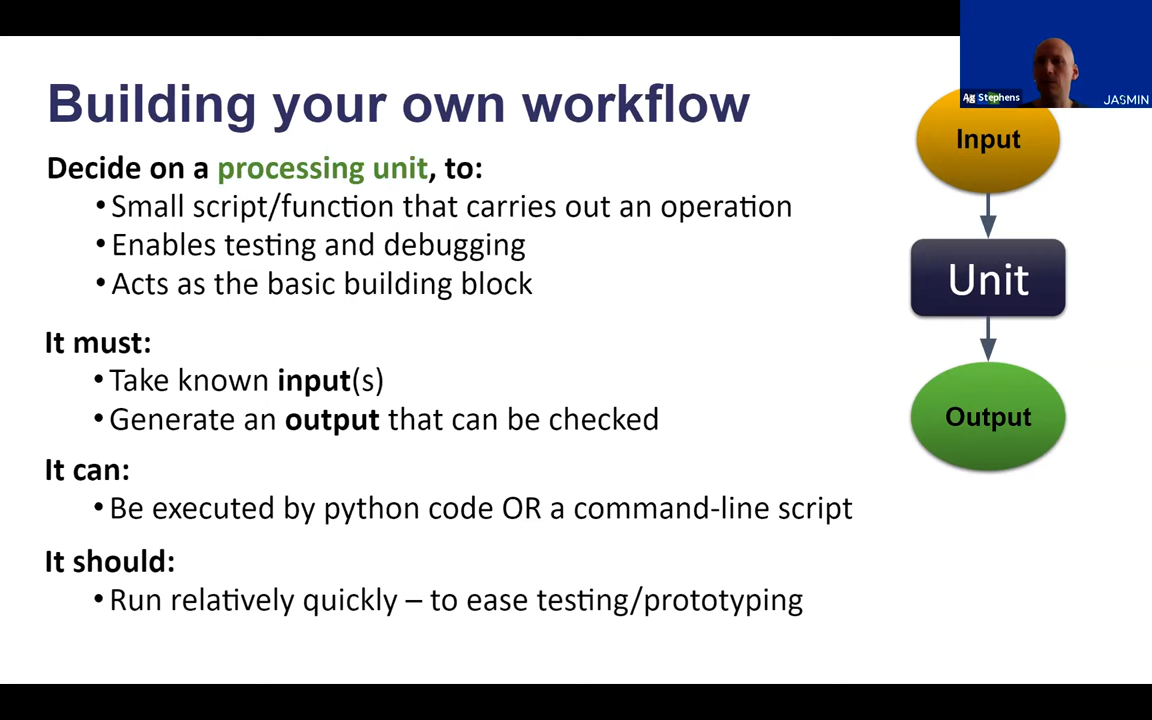 Building your own workflow
Decide on a processing unit, to:
•Small script/function that carries out an operation
•Enables testing and debugging
•Acts as the basic building block
It must:
•Take known input(s)
•Generate an output that can be checked
It can:
•Be executed by python code OR a command-line script
It should:
•Run relatively quickly – to ease testing/prototyping
Ag Stephens
JASMIN
Input
Unit
Output